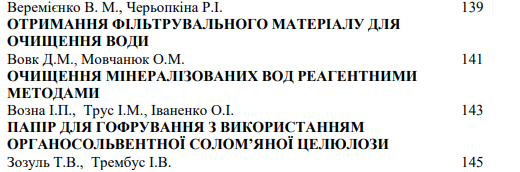 Веремієнко В. М., Черьопкіна Р.І. 139
ОТРИМАННЯ ФІЛЬТРУВАЛЬНОГО МАТЕРІАЛУ ДЛЯ
ОЧИЩЕННЯ ВОДИ
Вовк Д.М., Мовчанюк О.М. 141
ОЧИЩЕННЯ МІНЕРАЛІЗОВАНИХ ВОД РЕАГЕНТНИМИ
МЕТОДАМИ
Возна І.П., Трус І.М., Іваненко О.І. 143
ПАПІР ДЛЯ ГОФРУВАННЯ З ВИКОРИСТАННЯМ
ОРГАНОСОЛЬВЕНТНОЇ СОЛОМ’ЯНОЇ ЦЕЛЮЛОЗИ
Зозуль Т.В., Трембус І.В. 145